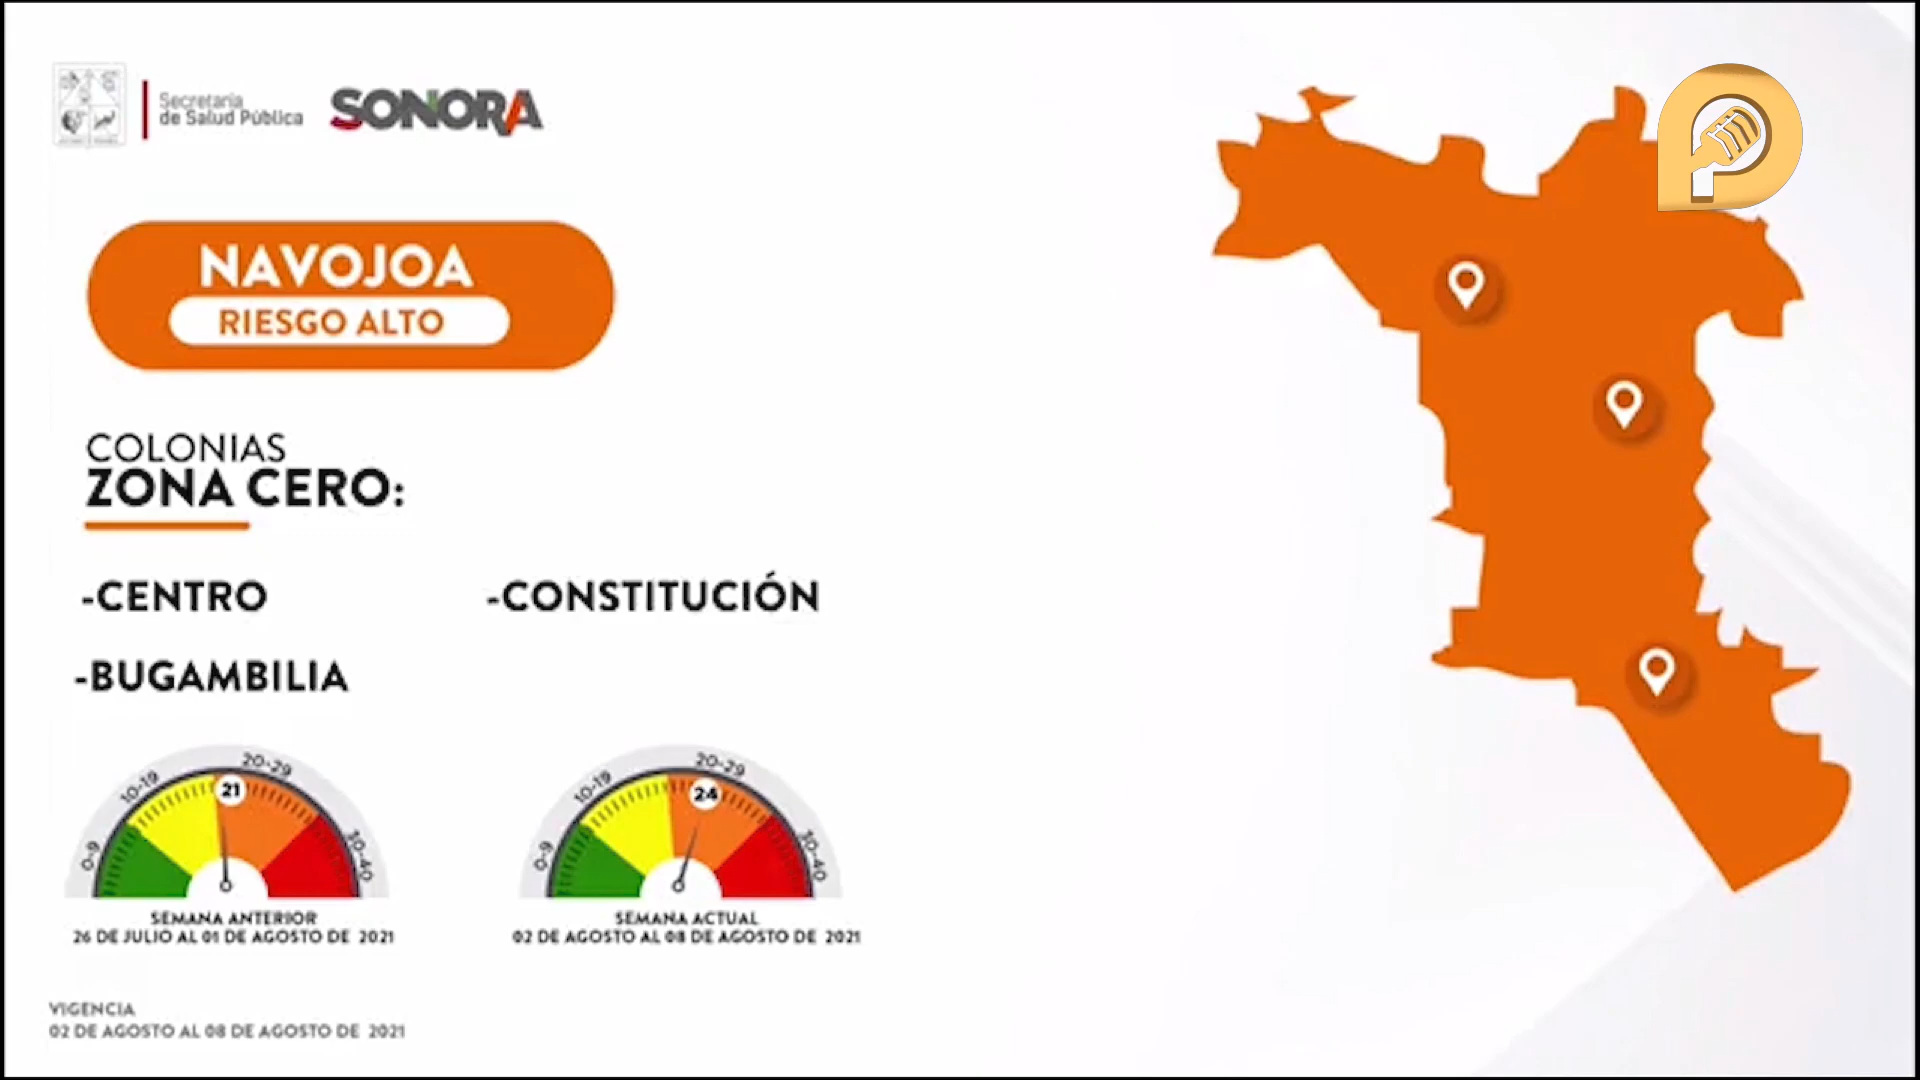 Secretaría
de Salud Pública
SONORA
NAVOJOA
RIESGO ALTO
COLONIAS
ZONA CERO:
-CENTRO
-CONSTITUCIÓN
-BUGAMBILIA
0-9
10-19
20-29
30-40
21
SEMANA ANTERIOR
26 DE JULIO AL 01 DE AGOSTO DE 2021
0-9
10-19
20-29
30-40
24
SEMANA ACTUAL
02 DE AGOSTO AL 08 DE AGOSTO DE 2021
VIGENCIA
02 DE AGOSTO AL 08 DE AGOSTO DE 2021